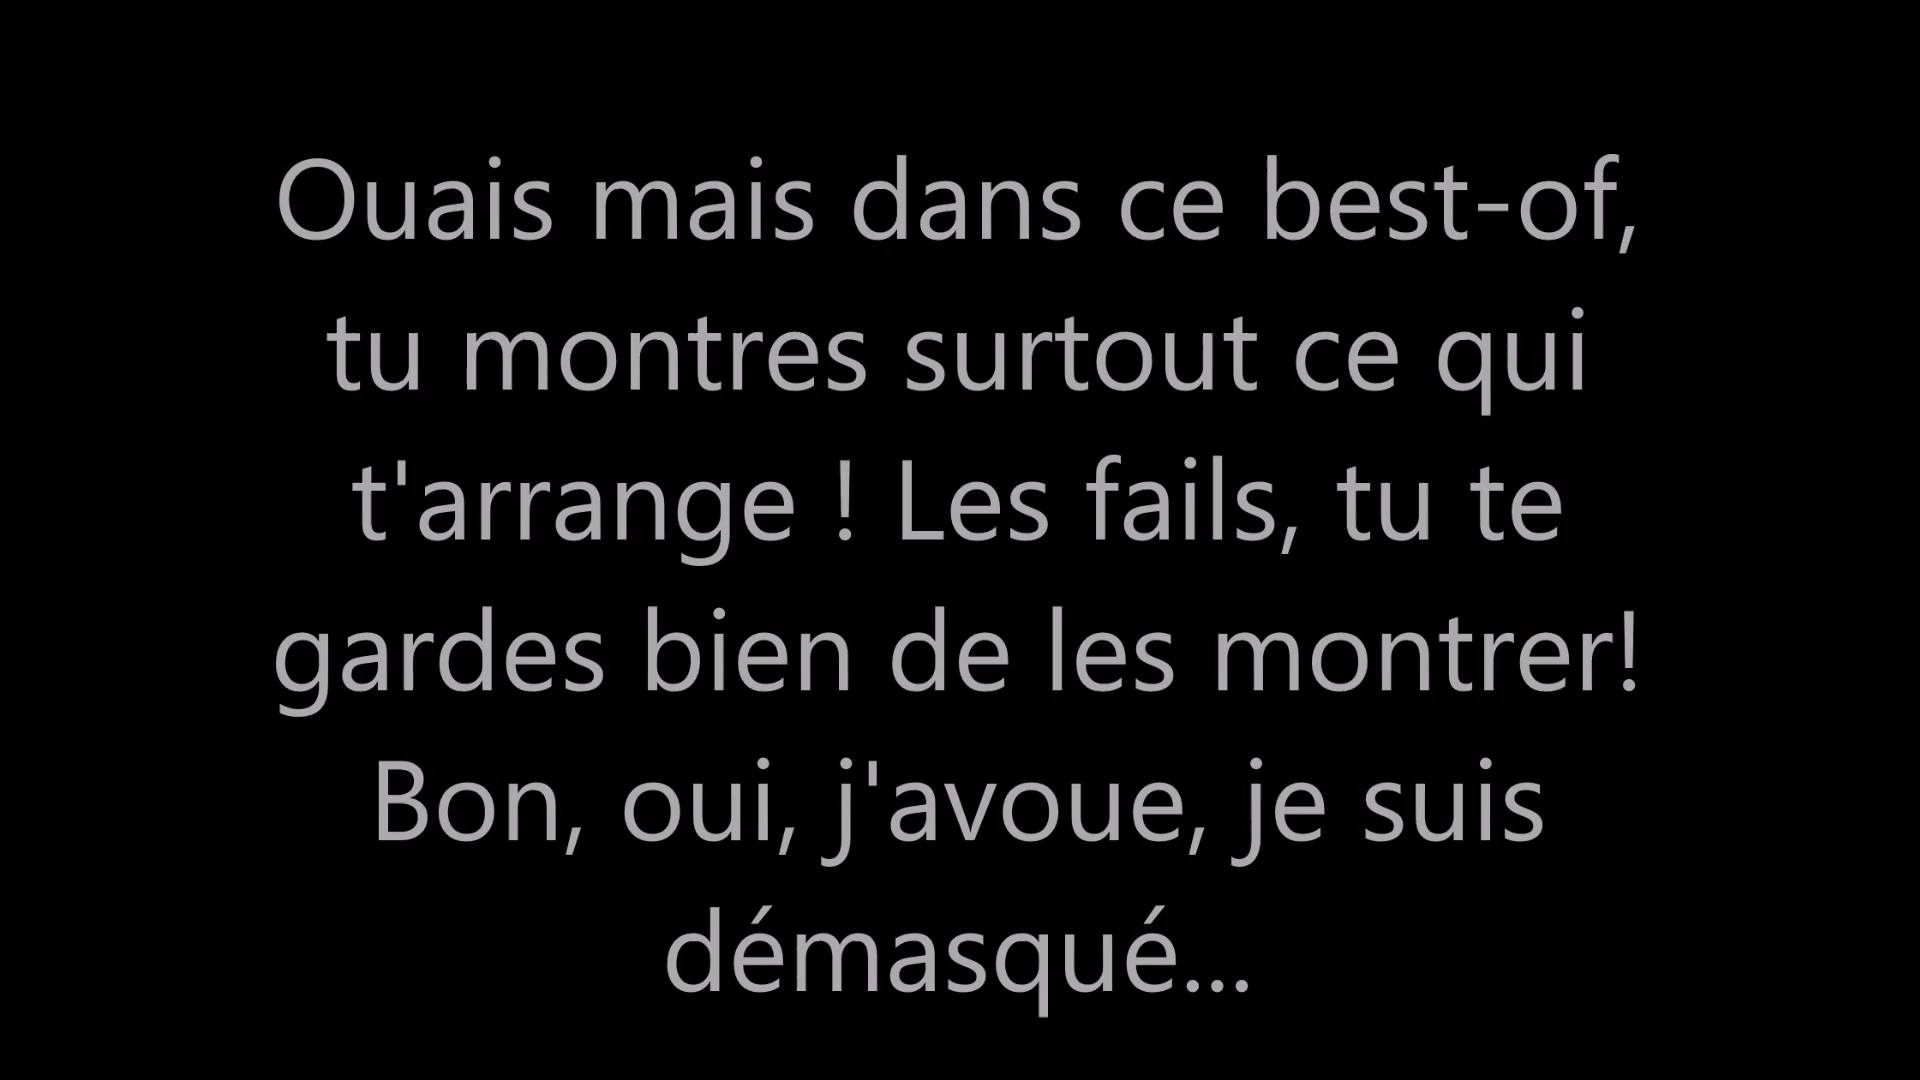 Ouais mais dans ce best-of,
tu montres surtout ce qui
t'arrange ! Les fails, tu te
gardes bien de les montrer!
Bon, oui, j'avoue, je suis
démasqué...